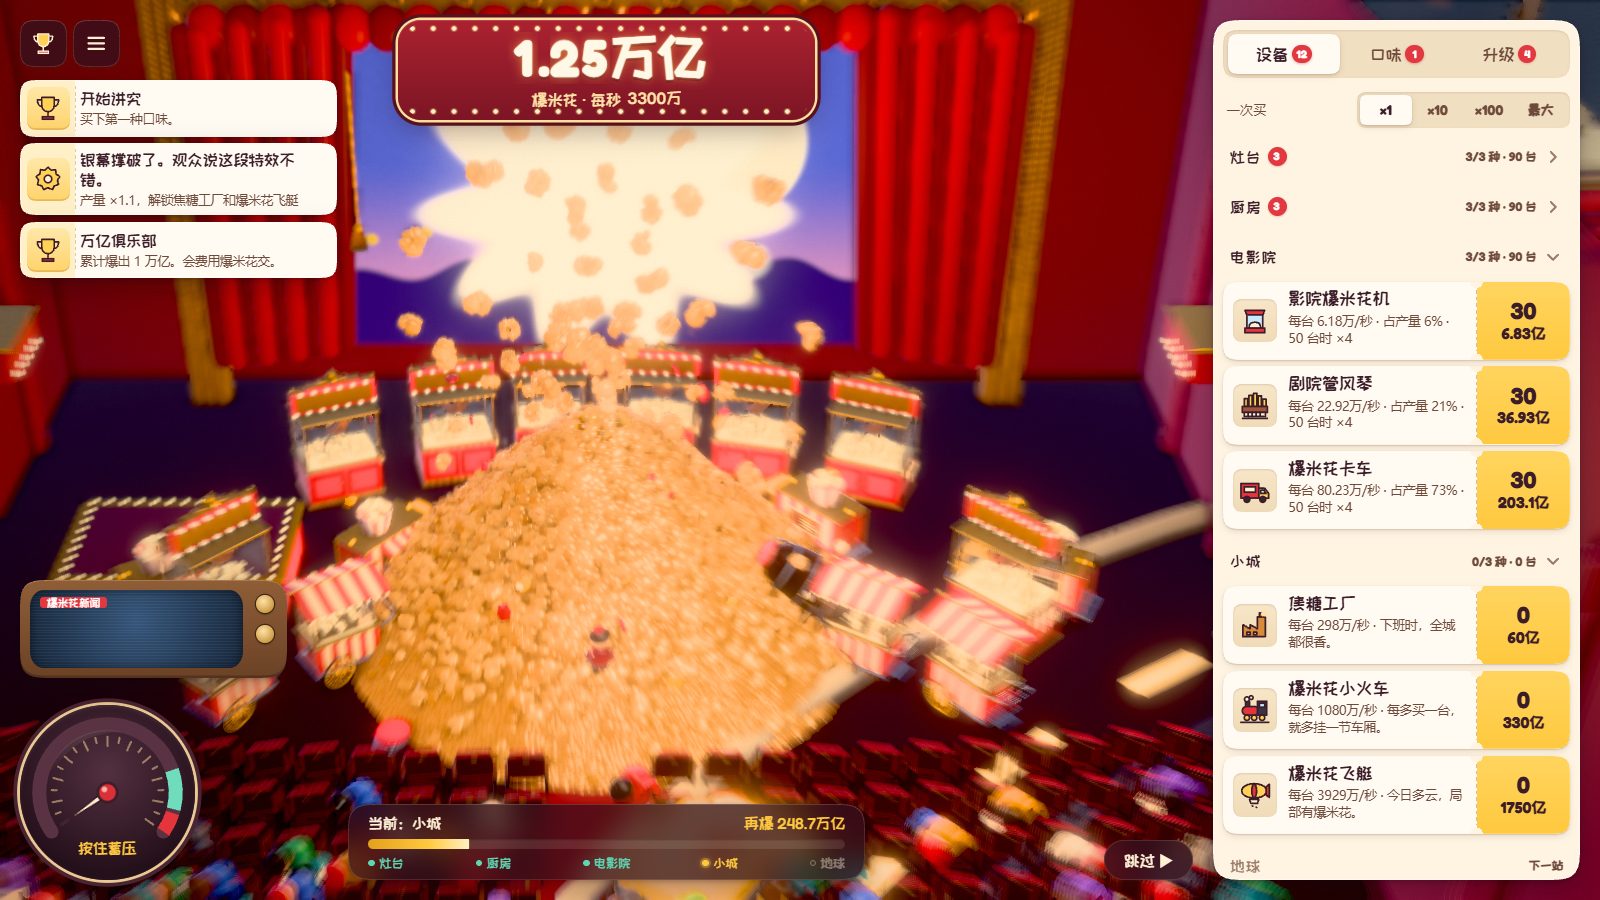 1.25万亿
爆米花 · 每秒 3300万
开始讲究
买下第一种口味。
银幕撑破了。观众说这段特效不
错。
产量 ×1.1，解锁焦糖工厂和爆米花飞艇
万亿俱乐部
累计爆出 1 万亿。会费用爆米花交。
爆米花新闻
按住蓄压
当前：小城
再爆 248.7万亿
灶台
厨房
电影院
小城
地球
跳过
设备 12
口味 1
升级 4
一次买
×1
×10
×100
最大
灶台 3
3/3 种 · 90 台
厨房 3
3/3 种 · 90 台
电影院
3/3 种 · 90 台
影院爆米花机
每台 6.18万/秒 · 占产量 6% ·
50 台时 ×4
30
6.83亿
剧院管风琴
每台 22.92万/秒 · 占产量 21% ·
50 台时 ×4
30
36.93亿
爆米花卡车
每台 80.23万/秒 · 占产量 73% ·
50 台时 ×4
30
203.1亿
小城
0/3 种 · 0 台
焦糖工厂
每台 298万/秒 · 下班时，全城
都很香。
0
60亿
爆米花小火车
每台 1080万/秒 · 每多买一台，
就多挂一节车厢。
0
330亿
爆米花飞艇
每台 3929万/秒 · 今日多云，局
部有爆米花。
0
1750亿
地球
下一站